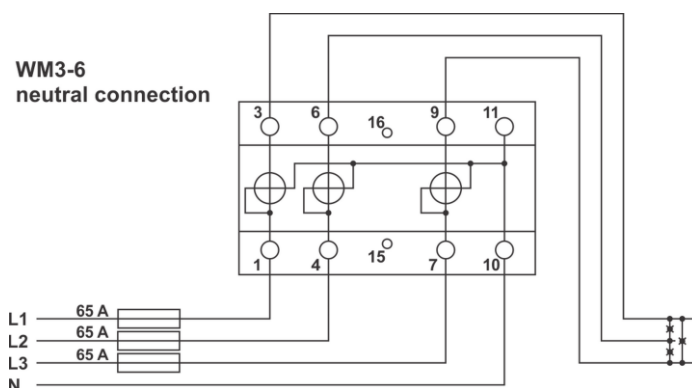 WM3-6
neutral connection
3 6 16 9 11
1 4 15 7 10
L1 65 A
L2 65 A
L3 65 A
N